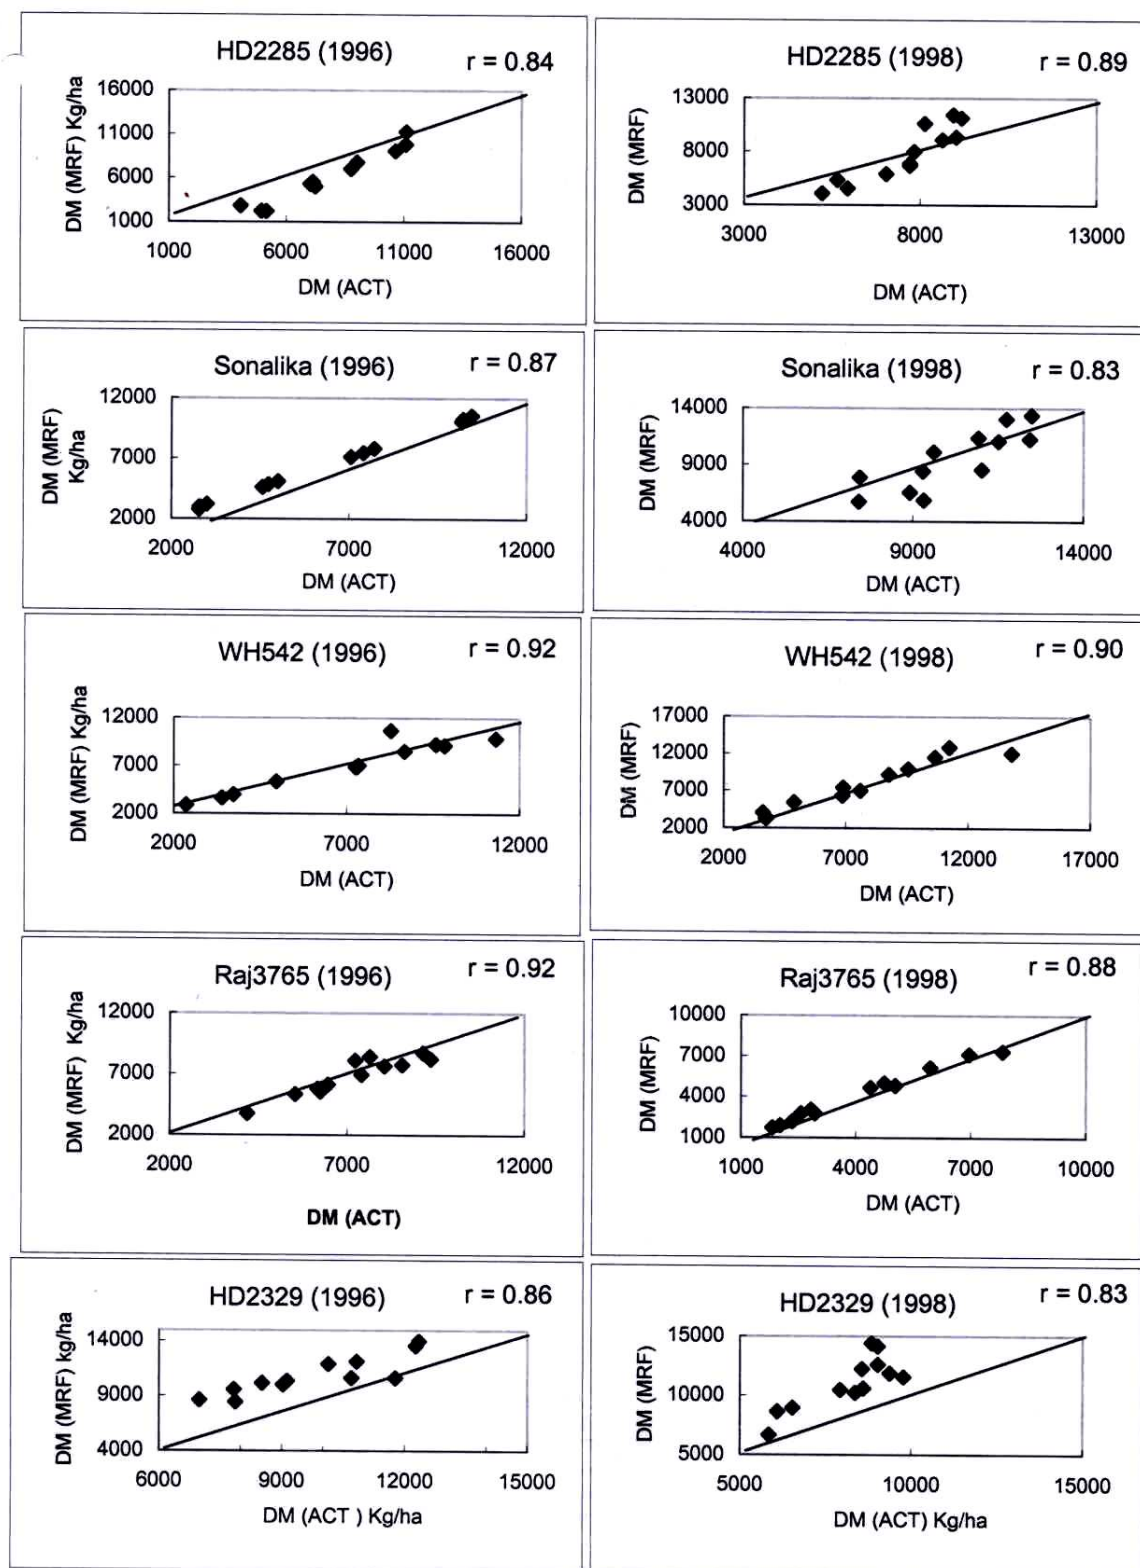 HD2285 (1996) r = 0.84
DM (MRF) Kg/ha
16000
11000
6000
1000
1000 6000 11000 16000
DM (ACT)
HD2285 (1998) r = 0.89
DM (MRF)
13000
8000
3000
3000 8000 13000
DM (ACT)
Sonalika (1996) r = 0.87
DM (MRF)
Kg/ha
12000
7000
2000
2000 7000 12000
DM (ACT)
Sonalika (1998) r = 0.83
DM (MRF)
14000
9000
4000
4000 9000 14000
DM (ACT)
WH542 (1996) r = 0.92
DM (MRF) Kg/ha
12000
7000
2000
2000 7000 12000
DM (ACT)
WH542 (1998) r = 0.90
DM (MRF)
17000
12000
7000
2000
2000 7000 12000 17000
DM (ACT)
Raj3765 (1996) r = 0.92
DM (MRF) Kg/ha
12000
7000
2000
2000 7000 12000
DM (ACT)
Raj3765 (1998) r = 0.88
DM (MRF)
10000
7000
4000
1000
1000 4000 7000 10000
DM (ACT)
HD2329 (1996) r = 0.86
DM (MRF) kg/ha
14000
9000
4000
6000 9000 12000 15000
DM (ACT ) Kg/ha
HD2329 (1998) r = 0.83
DM (MRF)
15000
10000
5000
5000 10000 15000
DM (ACT) Kg/ha